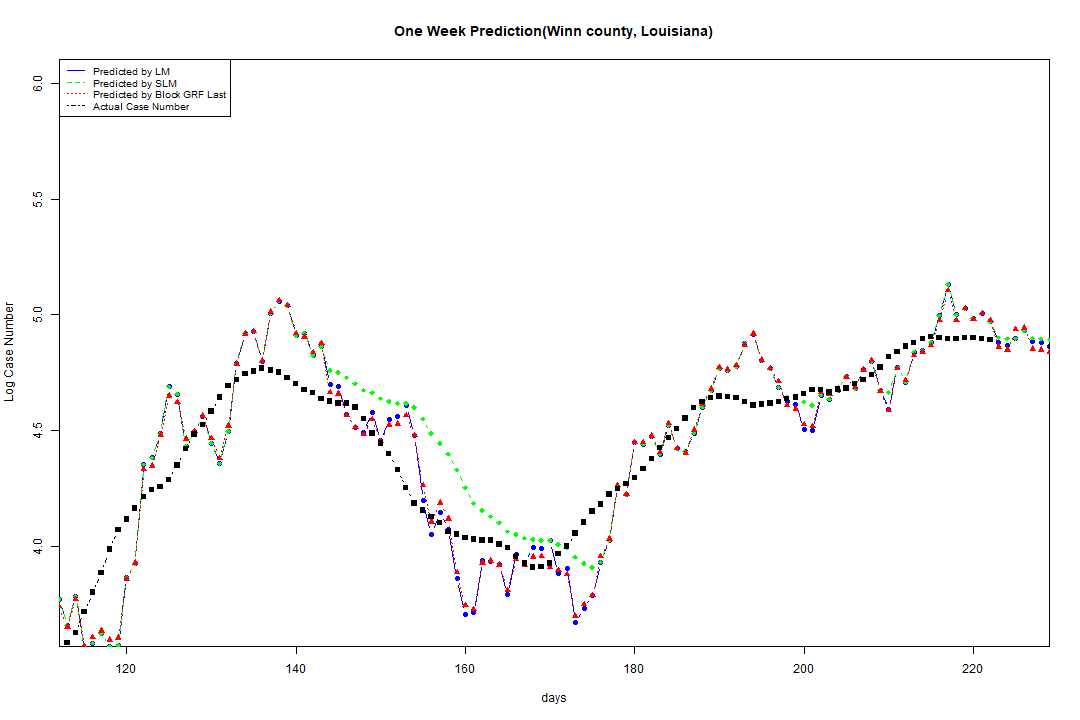 One Week Prediction(Winn county, Louisiana)
Predicted by LM
Predicted by SLM
Predicted by Block GRF Last
Actual Case Number
6.0
5.5
5.0
4.5
4.0
Log Case Number
120 140 160 180 200 220
days